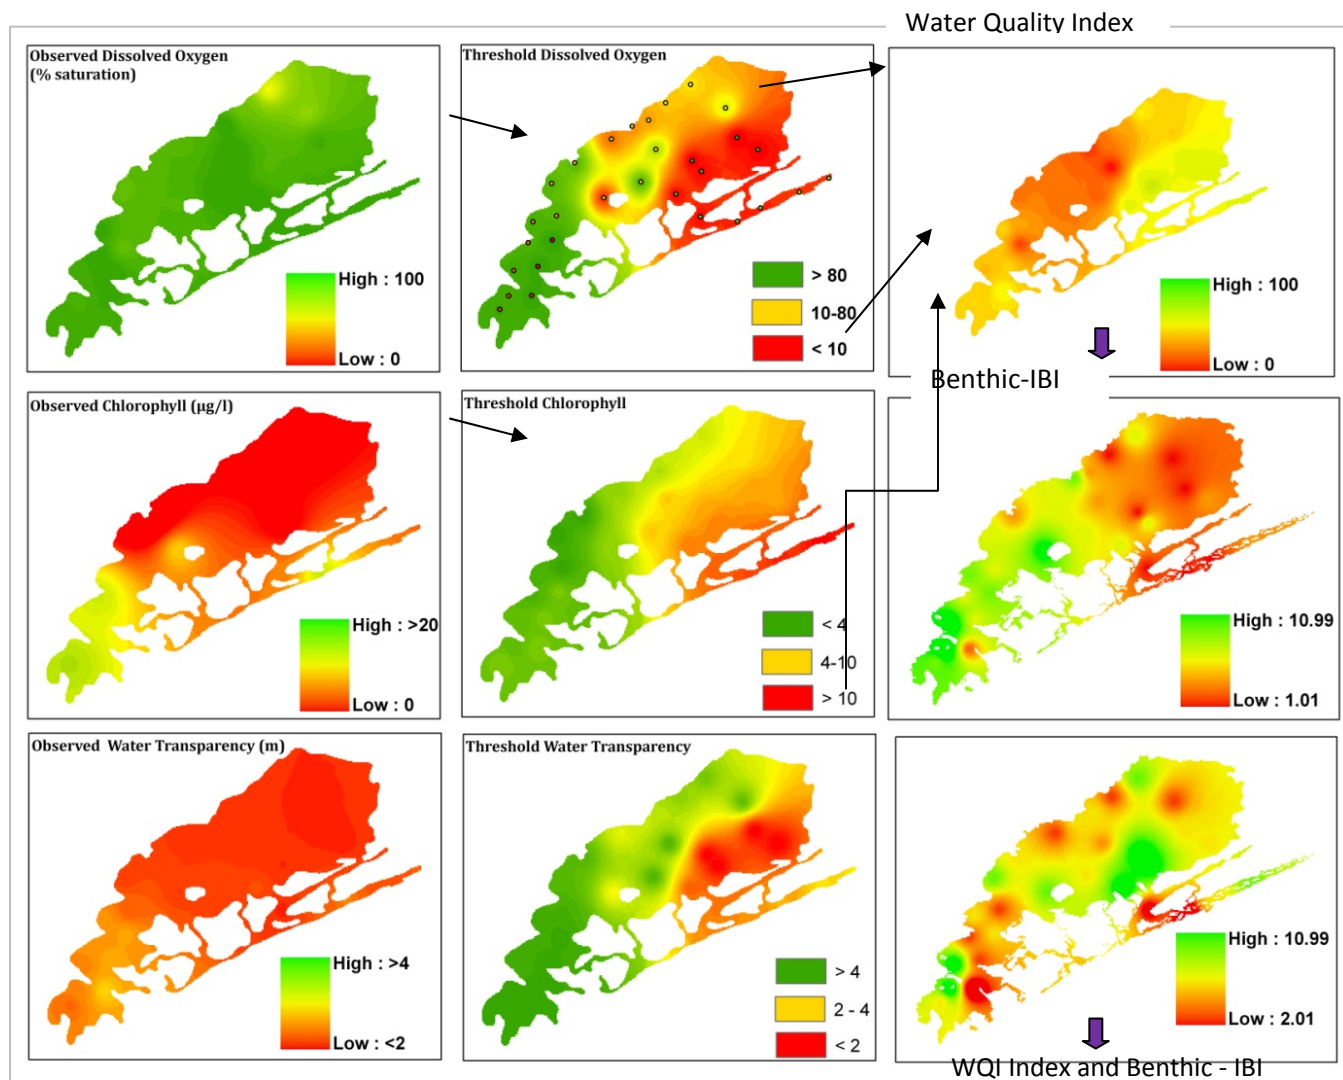 Water Quality Index
Observed Dissolved Oxygen
(% saturation)
High : 100
Low : 0
Threshold Dissolved Oxygen
> 80
10-80
< 10
High : 100
Low : 0
Observed Chlorophyll (µg/l)
High : >20
Low : 0
Threshold Chlorophyll
< 4
4-10
> 10
Benthic-IBI
High : 10.99
Low : 1.01
Observed Water Transparency (m)
High : >4
Low : <2
Threshold Water Transparency
> 4
2 - 4
< 2
High : 10.99
Low : 2.01
WQI Index and Benthic - IBI